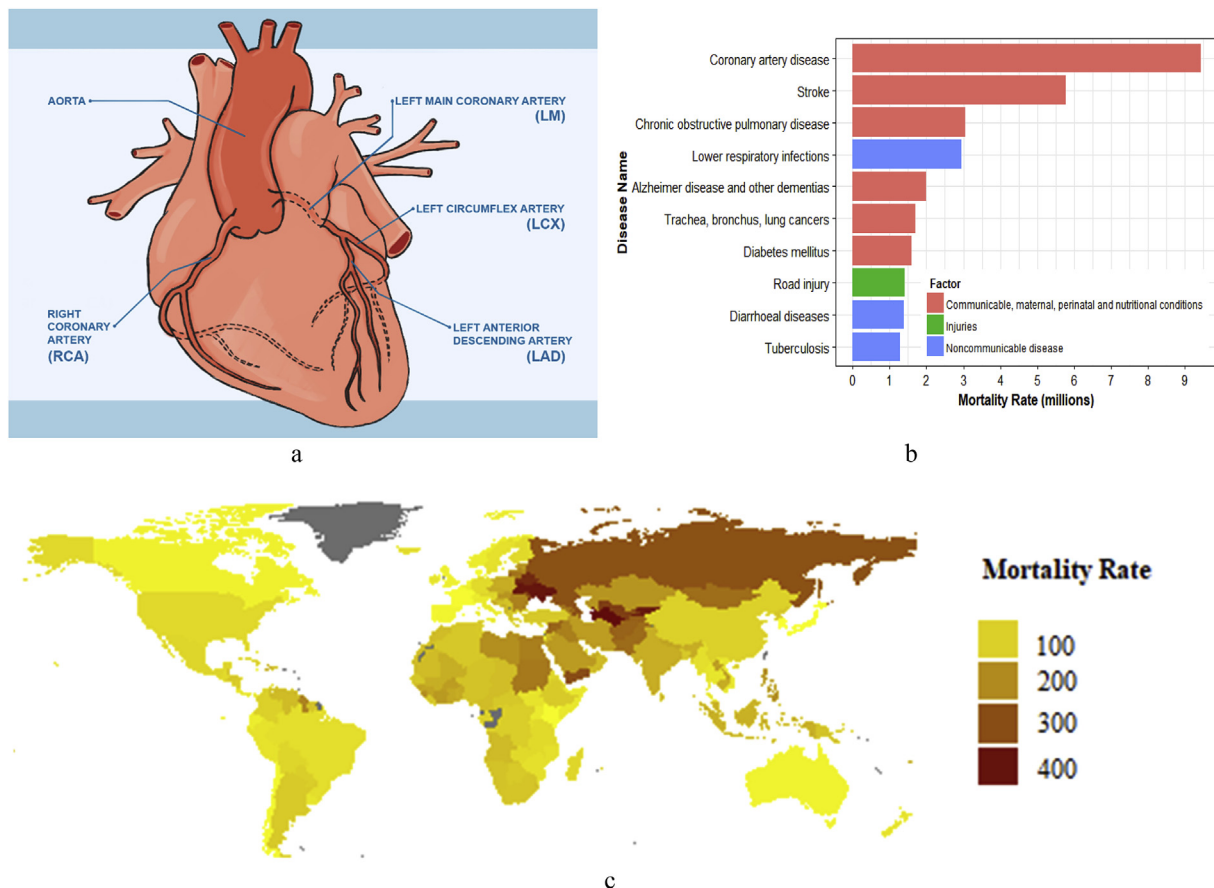 AORTA
LEFT MAIN CORONARY ARTERY
(LM)
LEFT CIRCUMFLEX ARTERY
(LCX)
RIGHT
CORONARY
ARTERY
(RCA)
LEFT ANTERIOR
DESCENDING ARTERY
(LAD)
a
Disease Name
Coronary artery disease
Stroke
Chronic obstructive pulmonary disease
Lower respiratory infections
Alzheimer disease and other dementias
Trachea, bronchus, lung cancers
Diabetes mellitus
Road injury
Diarrhoeal diseases
Tuberculosis
Factor
Communicable, maternal, perinatal and nutritional conditions
Injuries
Noncommunicable disease
0 1 2 3 4 5 6 7 8 9
Mortality Rate (millions)
b
Mortality Rate
100
200
300
400
c